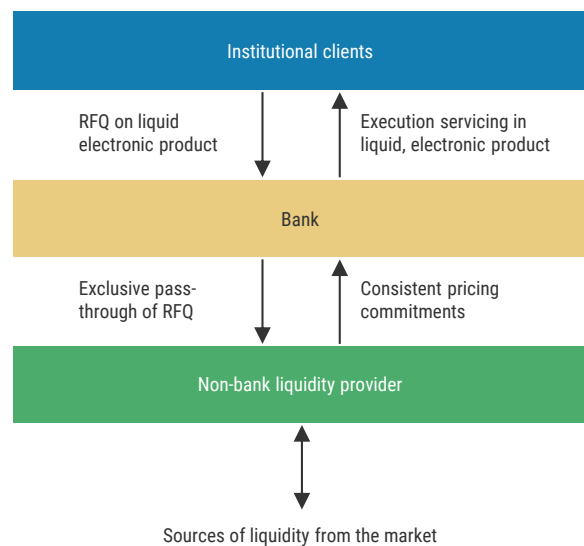 Institutional clients
RFQ on liquid
electronic product
Execution servicing in
liquid, electronic product
Bank
Exclusive pass-
through of RFQ
Consistent pricing
commitments
Non-bank liquidity provider
Sources of liquidity from the market